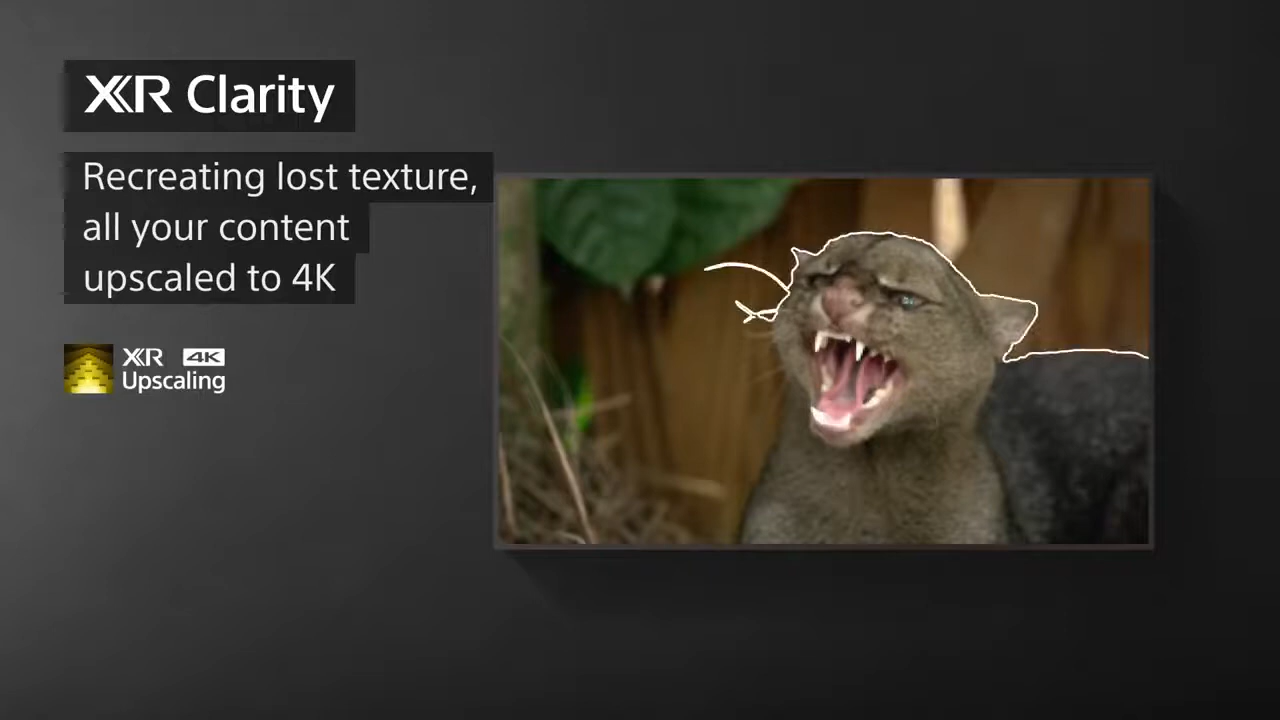 XR Clarity
Recreating lost texture,
all your content
upscaled to 4K
XR 4K
Upscaling